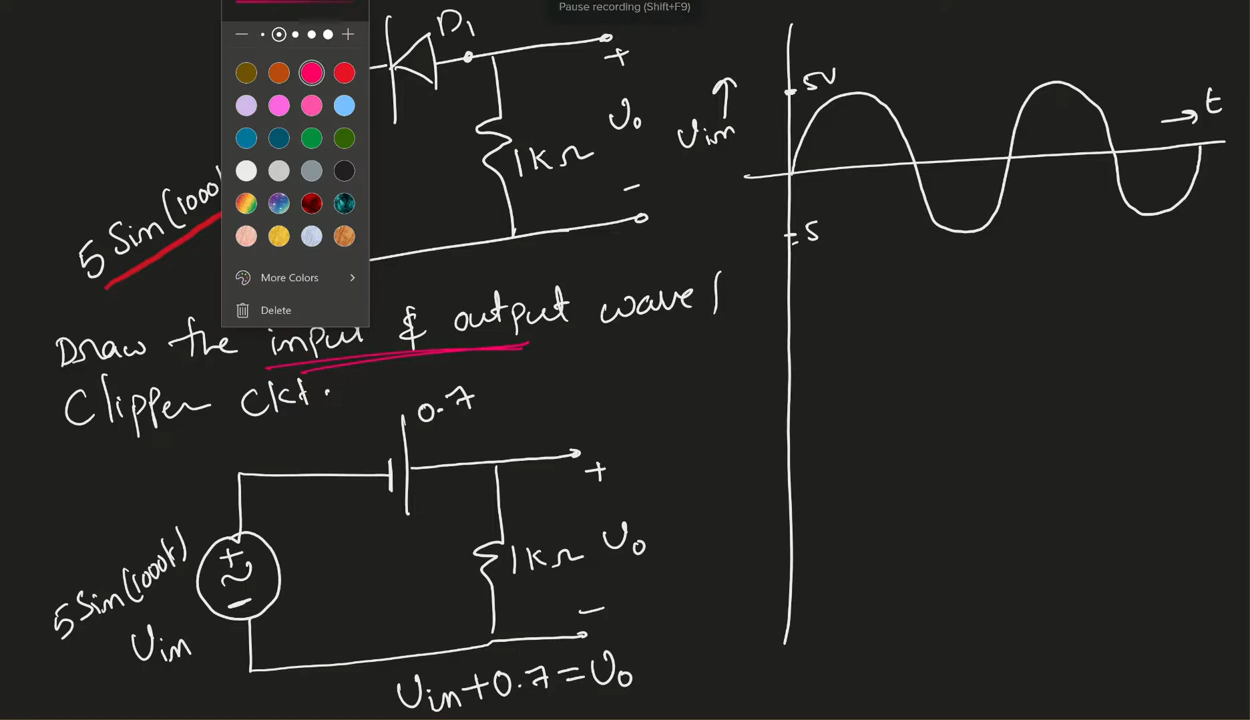 Pause recording (Shift+F9)
D1
+
Vo
1KΩ
−
5 Sin(1000
More Colors
Delete
Draw the input & output wave
Clipper ckt.
Vin
5V
t
5
0.7
+
+
1KΩ
Vo
−
5 Sin(1000t)
Vin
Vin+0.7=Vo